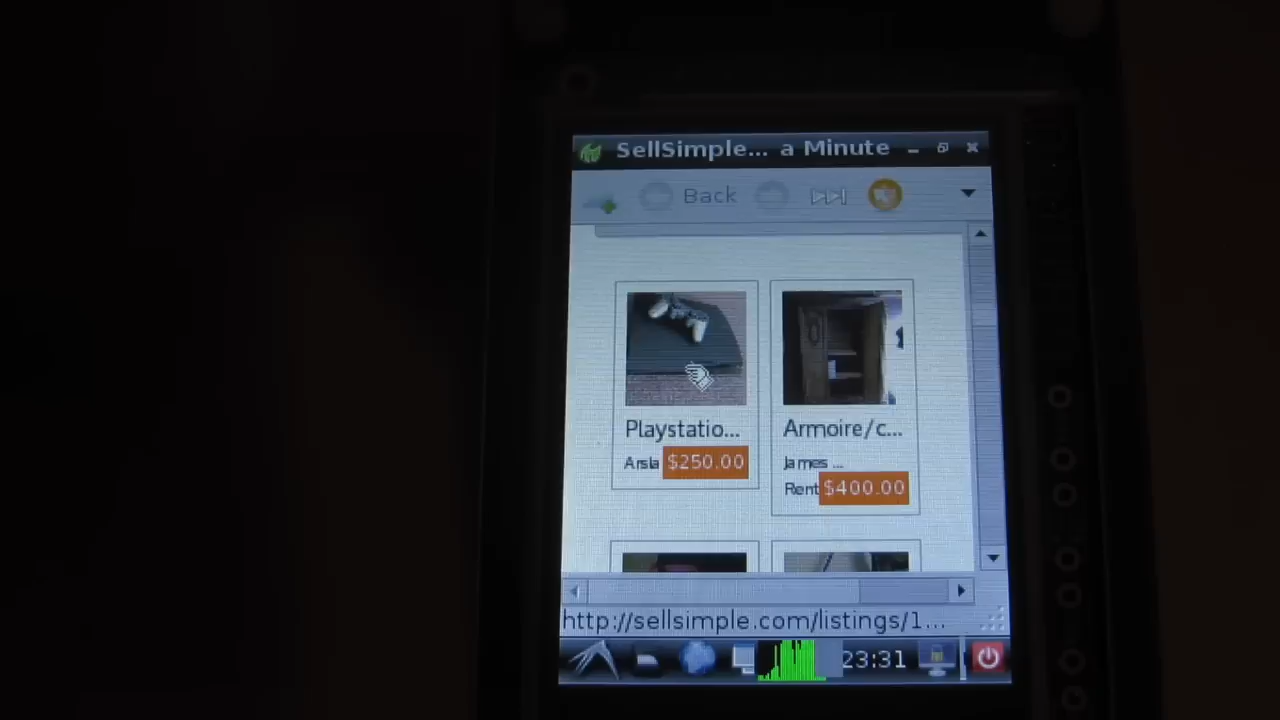 SellSimple... a Minute
Back
Playstatio...
Armoire/c...
Arsla $250.00
James ...
Rent $400.00
http://sellsimple.com/listings/1...
23:31